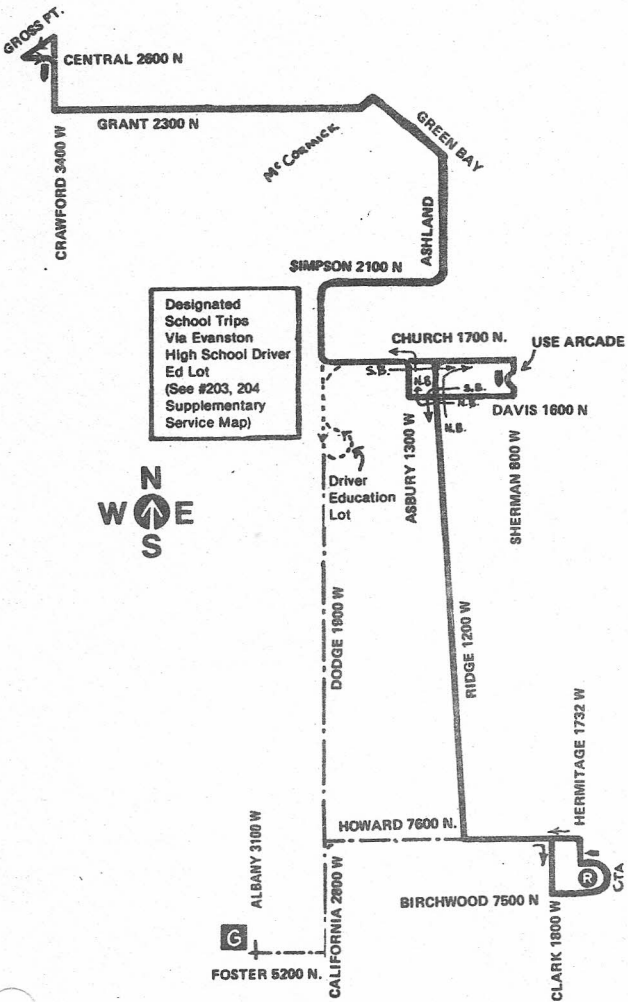 GROSS PT.
CENTRAL 2600 N
GRANT 2300 N
CRAWFORD 3400 W
McCormick
GREEN BAY
ASHLAND
SIMPSON 2100 N
Designated
School Trips
Via Evanston
High School Driver
Ed Lot
(See #203, 204
Supplementary
Service Map)
CHURCH 1700 N.
USE ARCADE
S.B.
N.B.
S.B.
N.B.
DAVIS 1600 N
N.B.
ASBURY 1300 W
SHERMAN 800 W
Driver
Education
Lot
N
W E
S
DODGE 1900 W
RIDGE 1200 W
HERMITAGE 1732 W
HOWARD 7600 N.
ALBANY 3100 W
CALIFORNIA 2800 W
BIRCHWOOD 7500 N
R
CTA
CLARK 1800 W
G
FOSTER 5200 N.